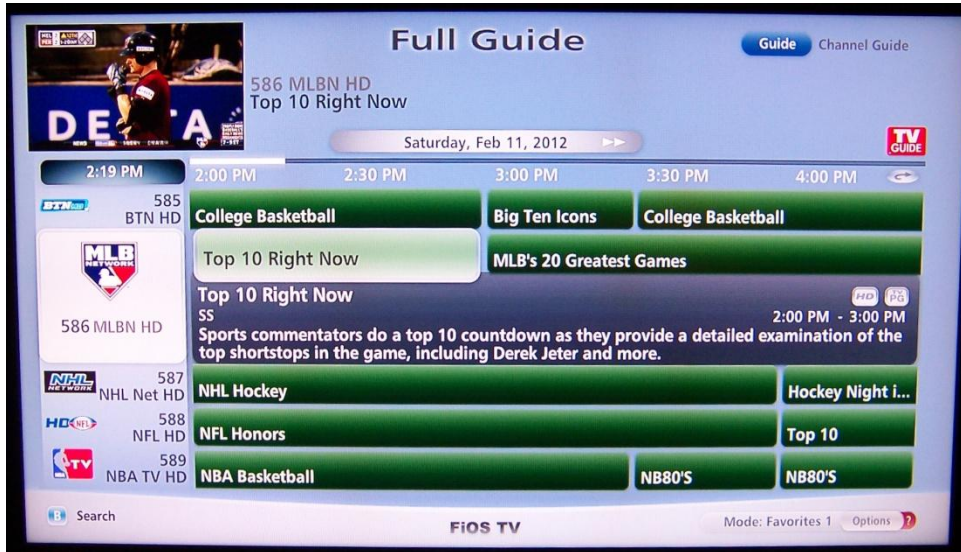 Full Guide
Guide
Channel Guide
586 MLBN HD
Top 10 Right Now
DELTA
Saturday, Feb 11, 2012
TV
GUIDE
2:19 PM
2:00 PM
2:30 PM
3:00 PM
3:30 PM
4:00 PM
BTN
585
BTN HD
College Basketball
Big Ten Icons
College Basketball
MLB
NETWORK
Top 10 Right Now
MLB's 20 Greatest Games
586 MLBN HD
Top 10 Right Now
HD
TV
PG
SS
2:00 PM - 3:00 PM
Sports commentators do a top 10 countdown as they provide a detailed examination of the
top shortstops in the game, including Derek Jeter and more.
NHL
NETWORK
587
NHL Net HD
NHL Hockey
Hockey Night i...
HD NFL
588
NFL HD
NFL Honors
Top 10
TV
589
NBA TV HD
NBA Basketball
NB80'S
NB80'S
B
Search
FiOS TV
Mode: Favorites 1
Options
?